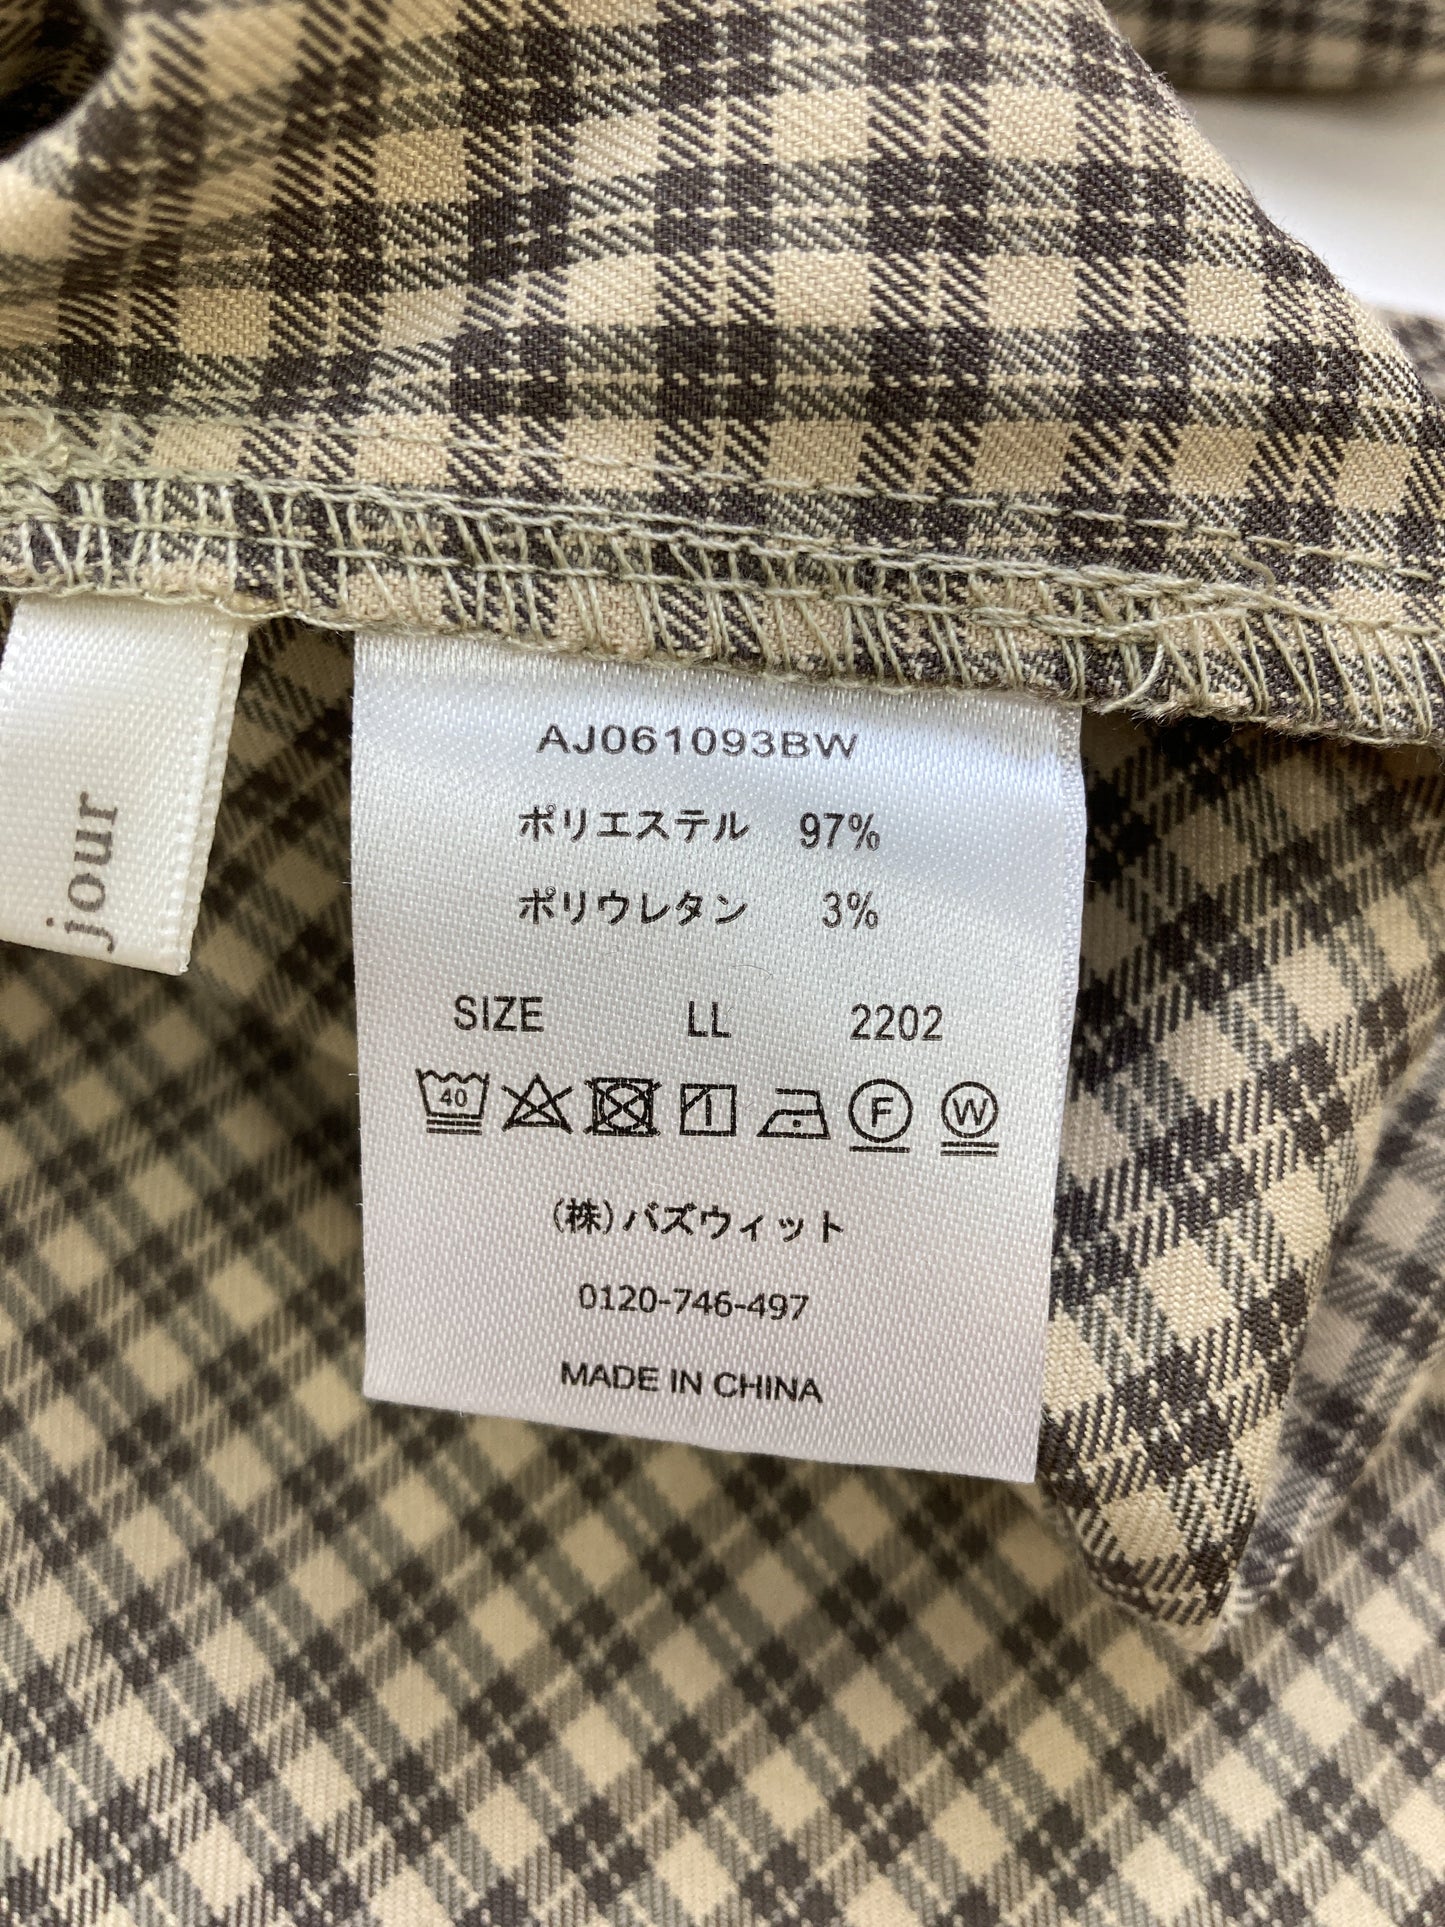 jour
AJ061093BW
ポリエステル 97%
ポリウレタン 3%
SIZE LL 2202
40 F W
(株)バズウィット
0120-746-497
MADE IN CHINA